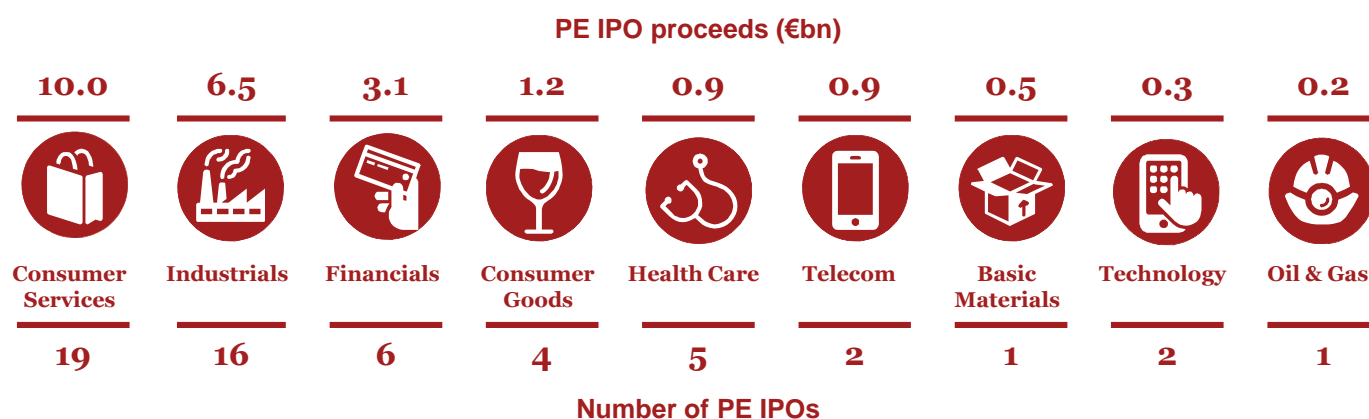 PE IPO proceeds (€bn)
10.0 6.5 3.1 1.2 0.9 0.9 0.5 0.3 0.2
Consumer Industrials Financials Consumer Health Care Telecom Basic Technology Oil & Gas
Services Goods Materials
19 16 6 4 5 2 1 2 1
Number of PE IPOs